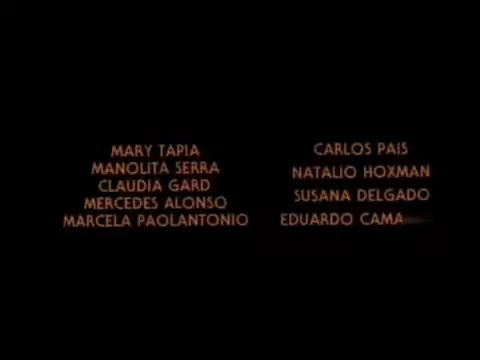 MARY TAPIA
MANOLITA SERRA
CLAUDIA GARD
MERCEDES ALONSO
MARCELA PAOLANTONIO
CARLOS PAIS
NATALIO HOXMAN
SUSANA DELGADO
EDUARDO CAMA